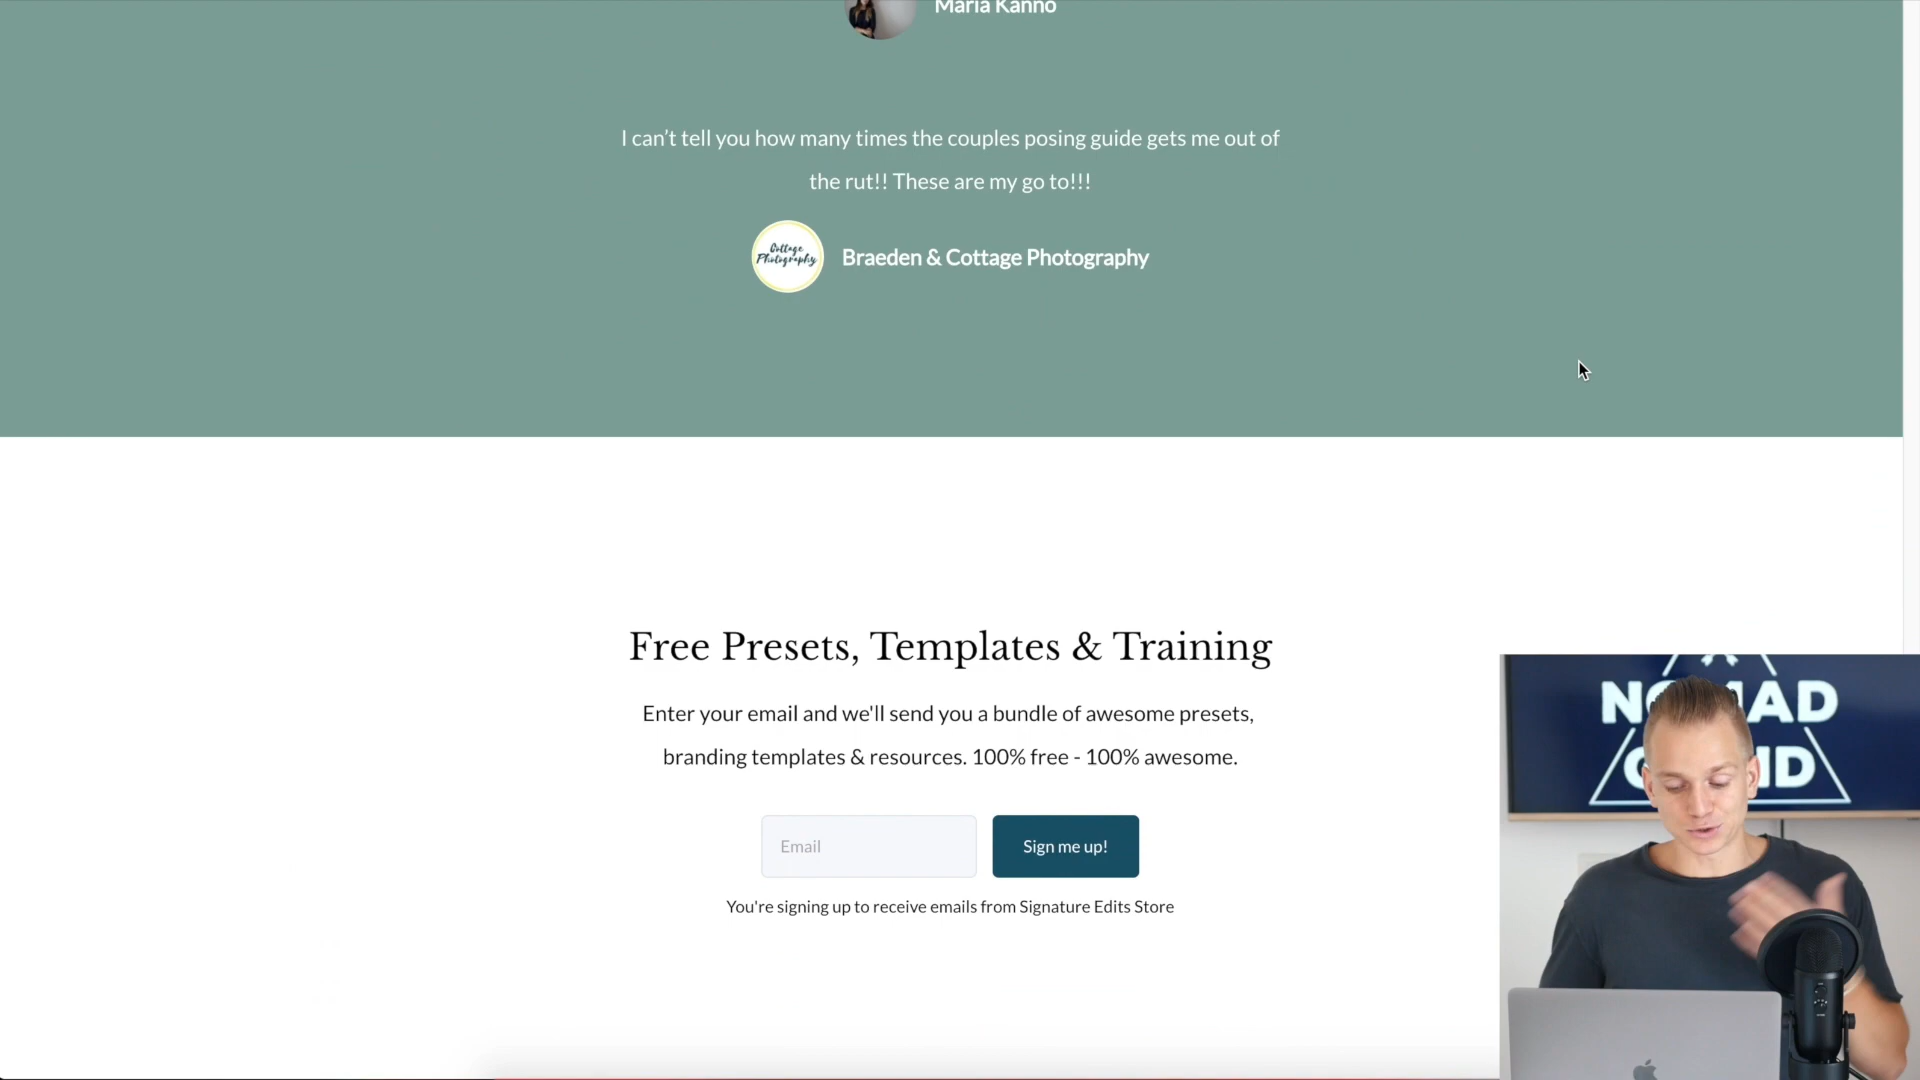 Maria Kanno
I can't tell you how many times the couples posing guide gets me out of
the rut!! These are my go to!!!
Cottage
Photography
Braeden & Cottage Photography
Free Presets, Templates & Training
Enter your email and we'll send you a bundle of awesome presets,
branding templates & resources. 100% free - 100% awesome.
Email
Sign me up!
You're signing up to receive emails from Signature Edits Store